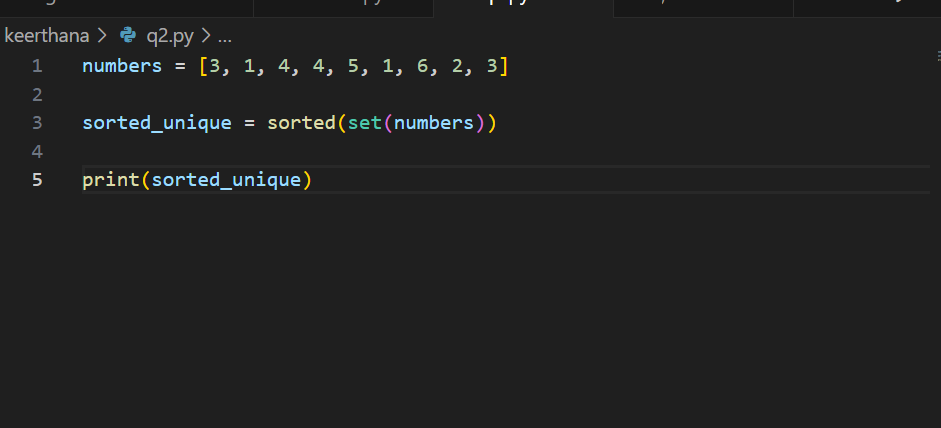 keerthana > q2.py > ...
1 numbers = [3, 1, 4, 4, 5, 1, 6, 2, 3]
2
3 sorted_unique = sorted(set(numbers))
4
5 print(sorted_unique)